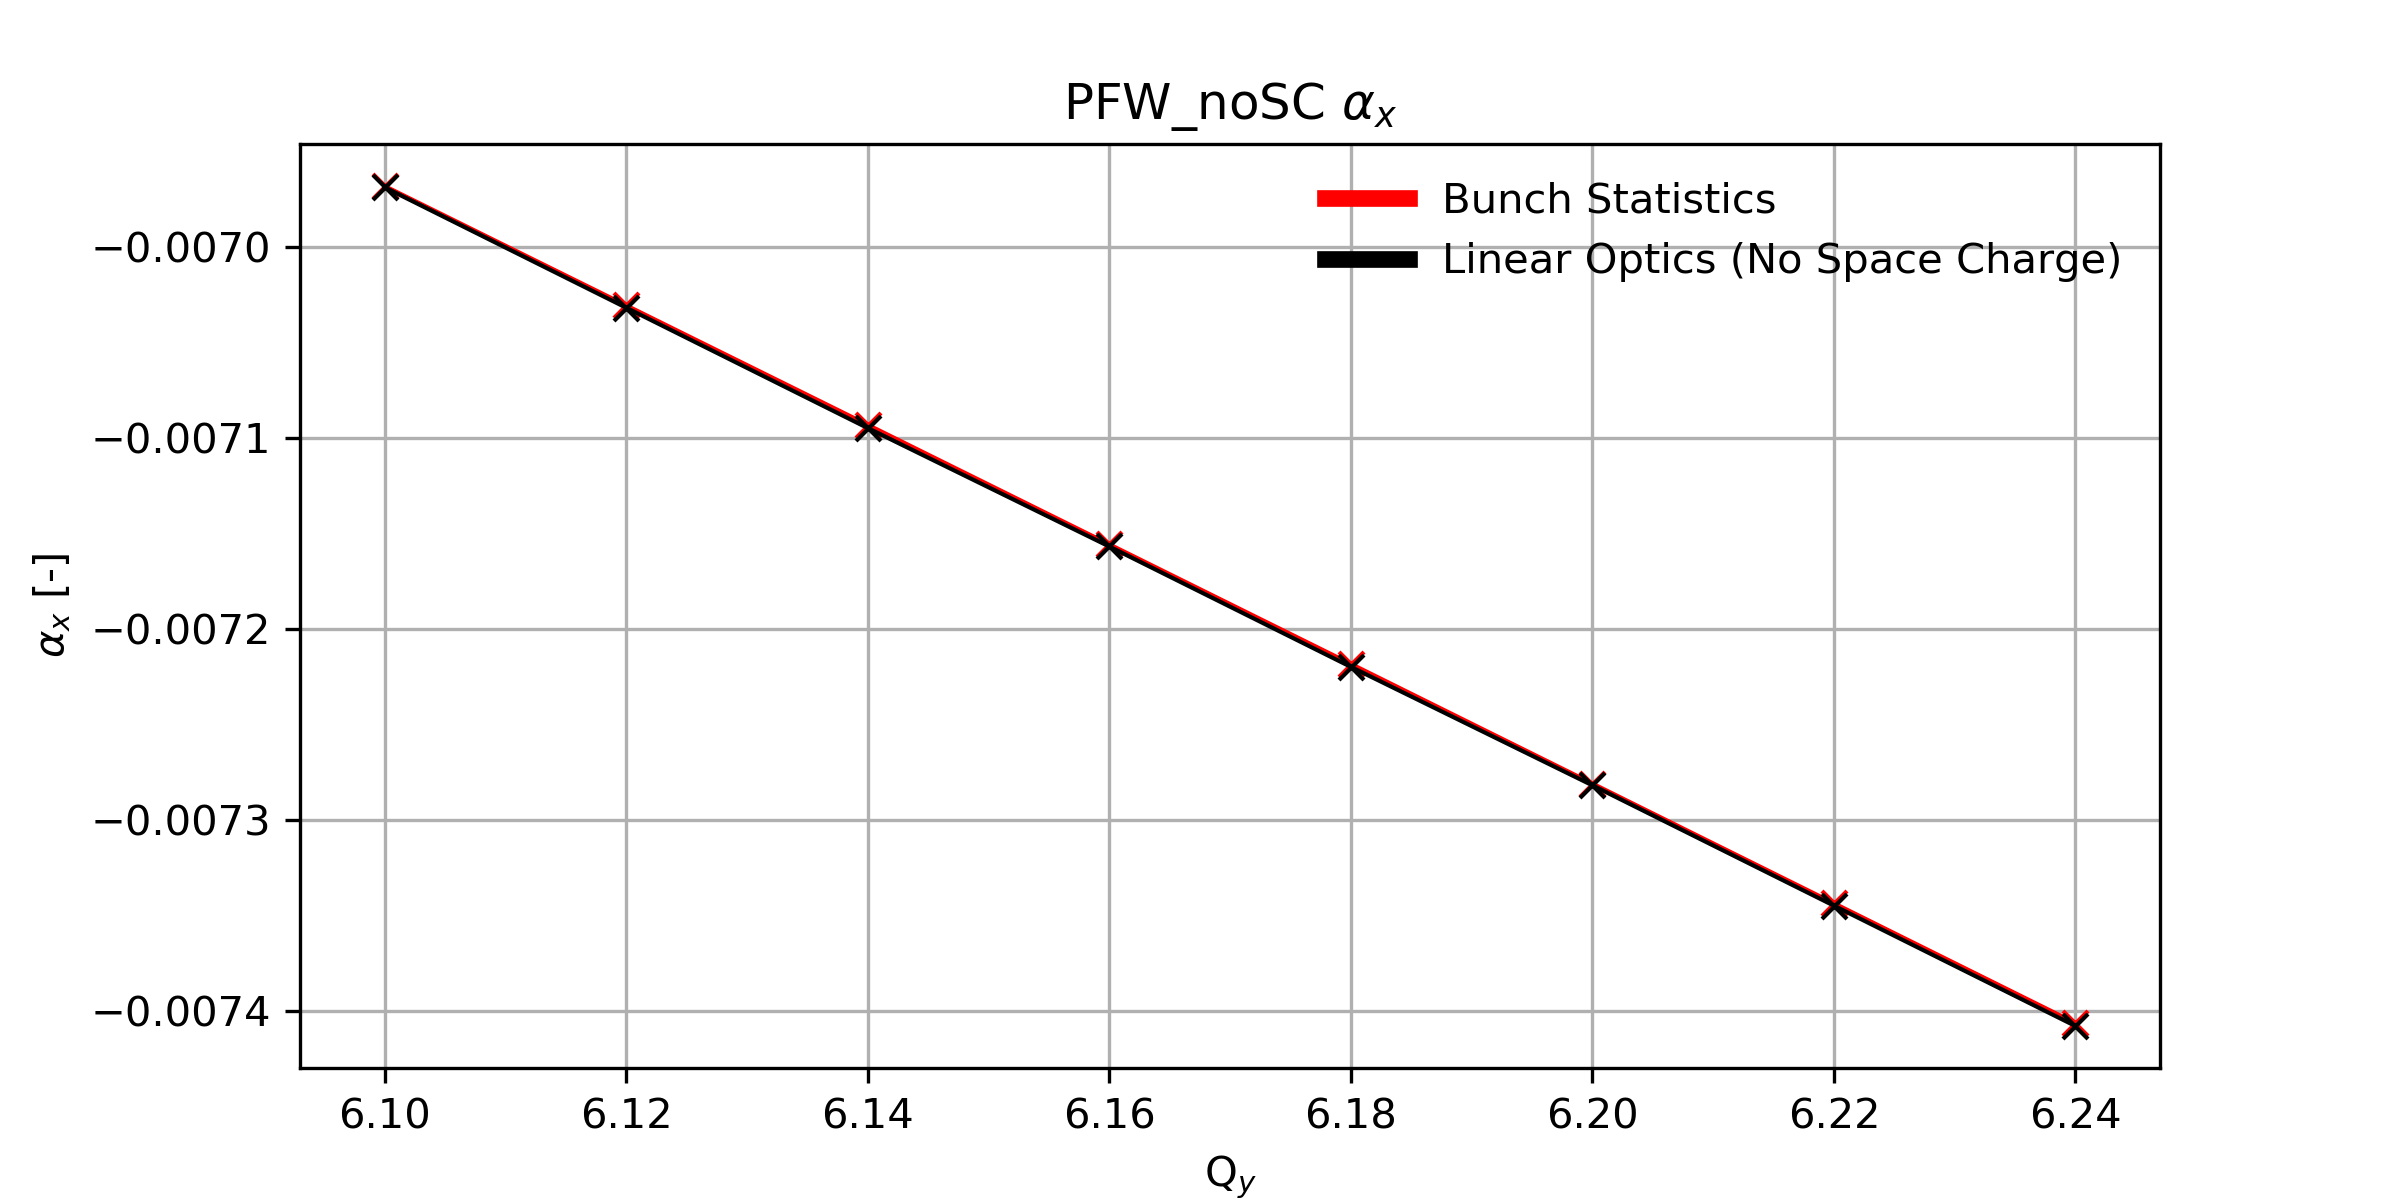 PFW_noSC αx
Bunch Statistics
Linear Optics (No Space Charge)
αx [-]
−0.0070
−0.0071
−0.0072
−0.0073
−0.0074
6.10 6.12 6.14 6.16 6.18 6.20 6.22 6.24
Qy